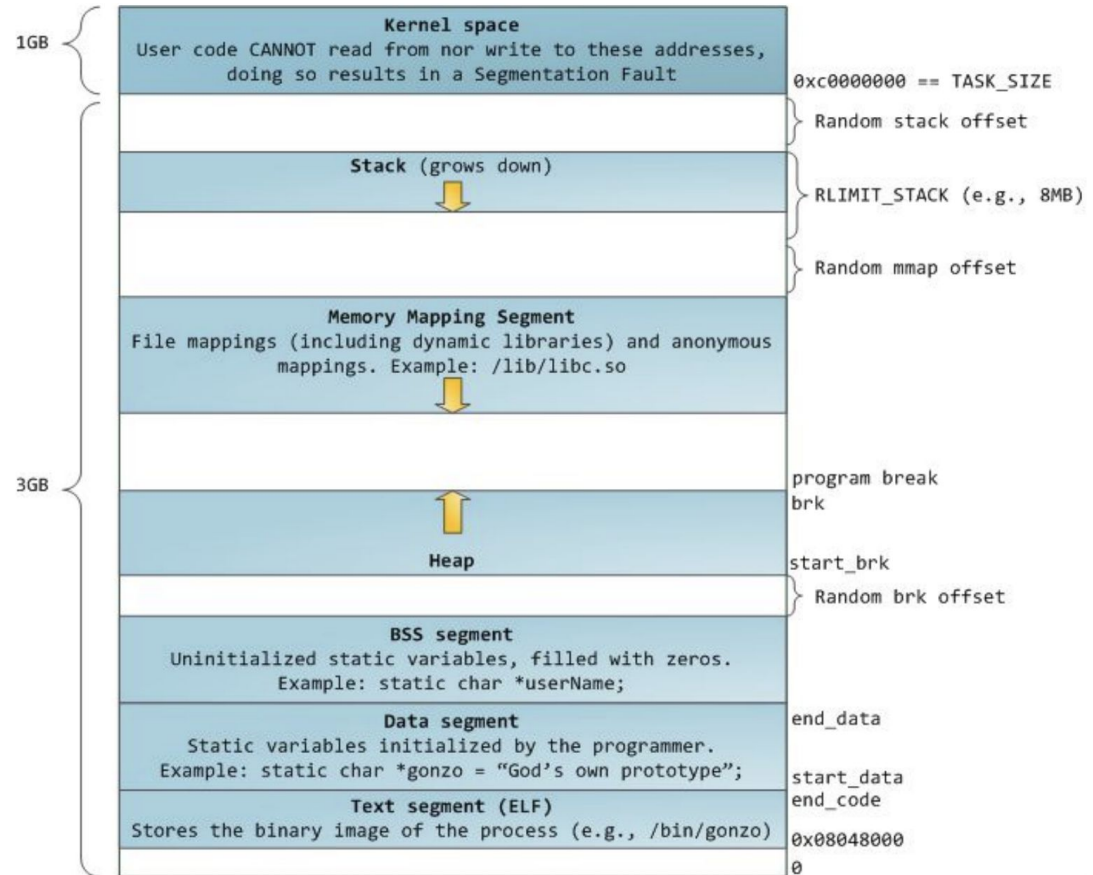 Kernel space
1GB
User code CANNOT read from nor write to these addresses,
doing so results in a Segmentation Fault
0xc0000000 == TASK_SIZE
Random stack offset
Stack (grows down)
RLIMIT_STACK (e.g., 8MB)
Random mmap offset
Memory Mapping Segment
File mappings (including dynamic libraries) and anonymous
mappings. Example: /lib/libc.so
3GB
program break
brk
Heap
start_brk
Random brk offset
BSS segment
Uninitialized static variables, filled with zeros.
Example: static char *userName;
Data segment
end_data
Static variables initialized by the programmer.
Example: static char *gonzo = “God’s own prototype”;
start_data
end_code
Text segment (ELF)
Stores the binary image of the process (e.g., /bin/gonzo)
0x08048000
0